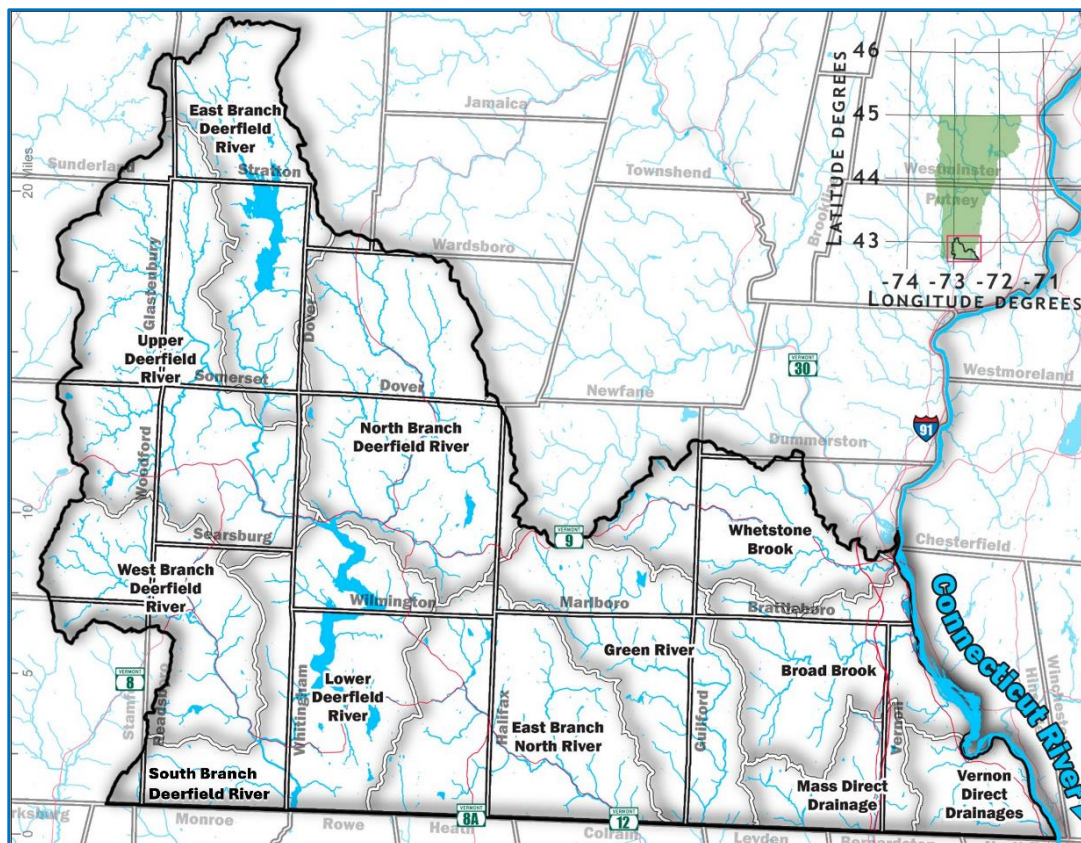 East Branch
Deerfield
River
Jamaica
Sunderland
Stratton
Townshend
Westminster
Putney
LATITUDE DEGREES
46
45
44
43
-74 -73 -72 -71
LONGITUDE DEGREES
20 Miles
Wardsboro
Glastenbury
Dover
Upper
Deerfield
River
Somerset
Dover
Newfane
VERMONT
30
Westmoreland
91
North Branch
Deerfield River
Dummerston
Woodford
10
Searsburg
VERMONT
9
Whetstone
Brook
Chesterfield
West Branch
Deerfield
River
Wilmington
Marlboro
Brattleboro
Connecticut River
Green River
Broad Brook
5
VERMONT
8
Whitingham
Lower
Deerfield
River
Halifax
East Branch
North River
Guilford
Vernon
South Branch
Deerfield River
Mass Direct
Drainage
Vernon
Direct
Drainages
0
Monroe
Rowe
VERMONT
8A
Heath
Colrain
VERMONT
12
Leyden